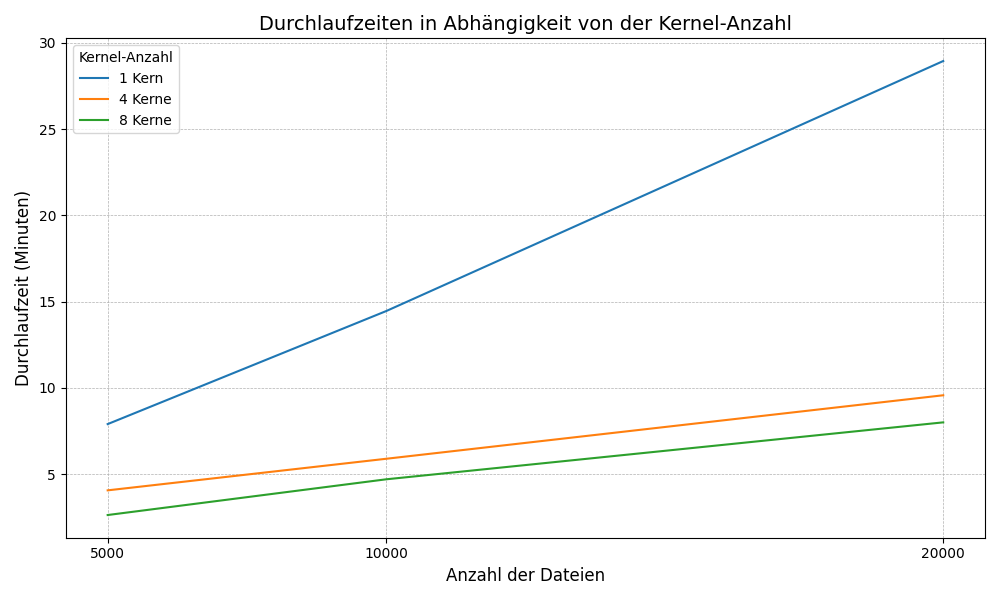 Durchlaufzeiten in Abhängigkeit von der Kernel-Anzahl
Kernel-Anzahl
1 Kern
4 Kerne
8 Kerne
Durchlaufzeit (Minuten)
30
25
20
15
10
5
5000
10000
20000
Anzahl der Dateien